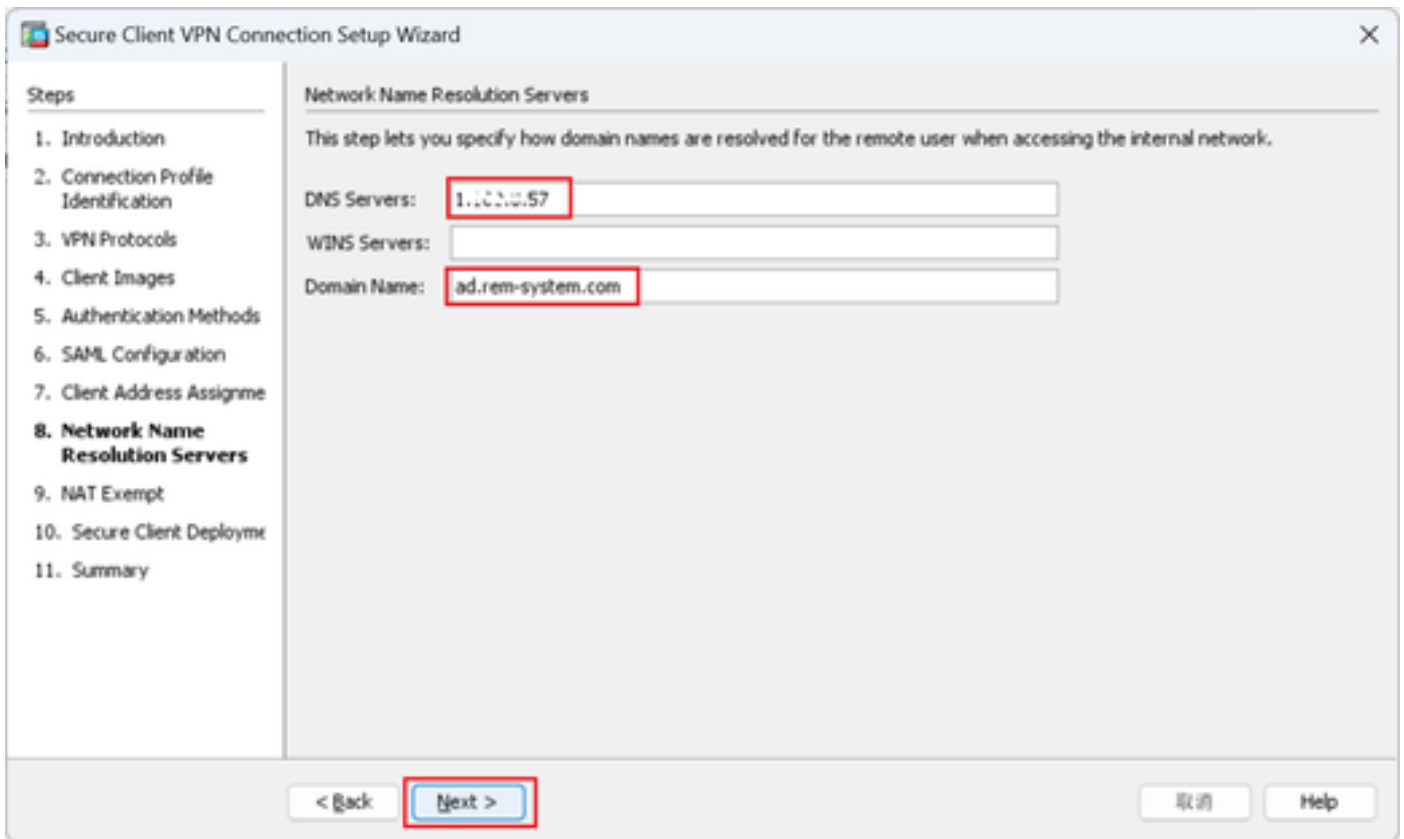 Secure Client VPN Connection Setup Wizard
Steps
1. Introduction
2. Connection Profile
Identification
3. VPN Protocols
4. Client Images
5. Authentication Methods
6. SAML Configuration
7. Client Address Assignme
8. Network Name
Resolution Servers
9. NAT Exempt
10. Secure Client Deployme
11. Summary
Network Name Resolution Servers
This step lets you specify how domain names are resolved for the remote user when accessing the internal network.
DNS Servers:
WINS Servers:
Domain Name: ad.rem-system.com
< Back
Next >
取消
Help